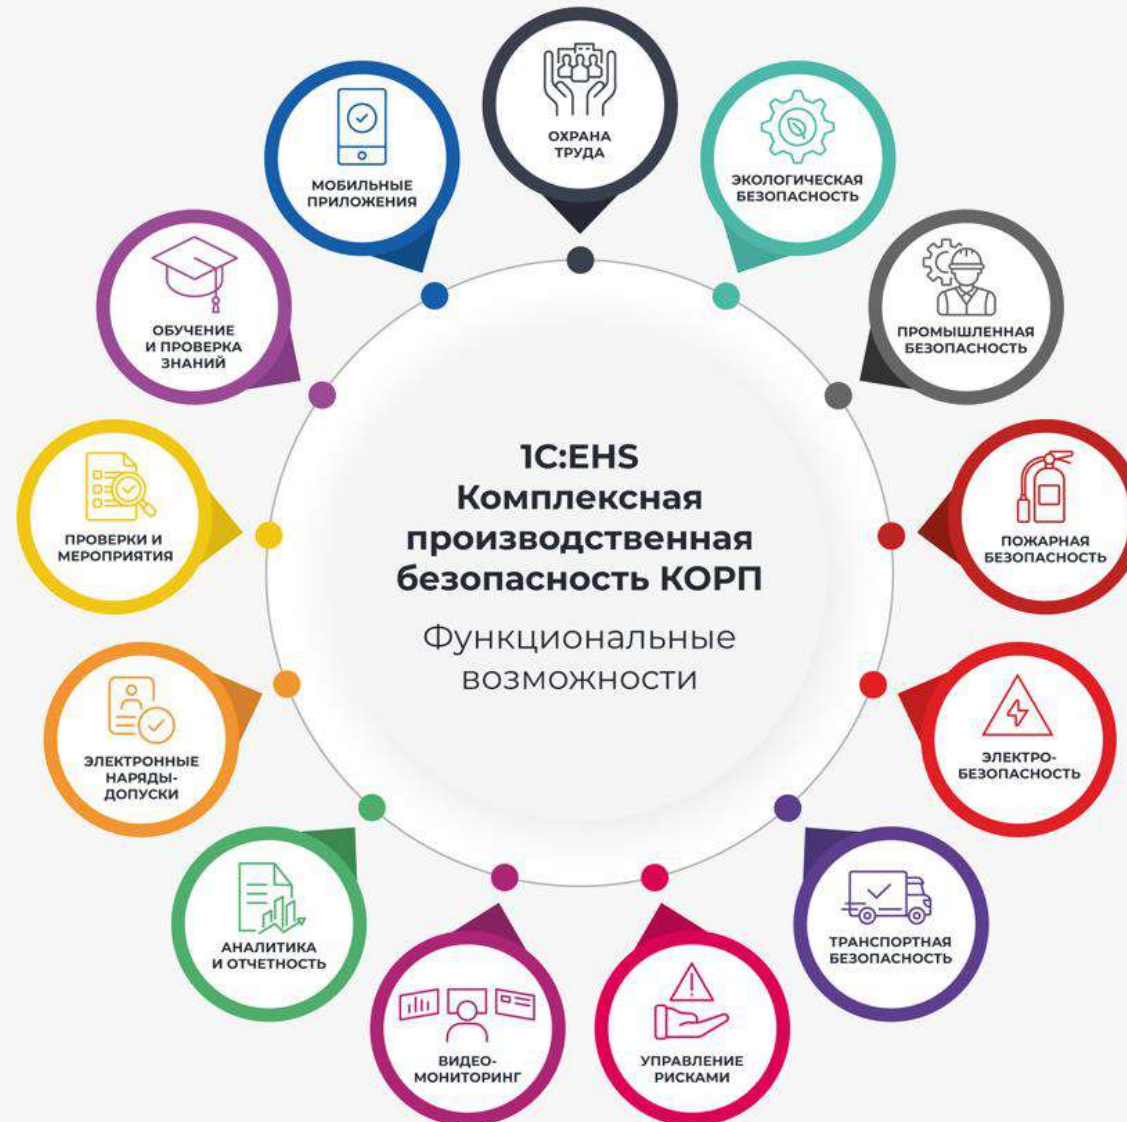 ОХРАНА
ТРУДА
ЭКОЛОГИЧЕСКАЯ
БЕЗОПАСНОСТЬ
ПРОМЫШЛЕННАЯ
БЕЗОПАСНОСТЬ
ПОЖАРНАЯ
БЕЗОПАСНОСТЬ
ЭЛЕКТРО-
БЕЗОПАСНОСТЬ
ТРАНСПОРТНАЯ
БЕЗОПАСНОСТЬ
УПРАВЛЕНИЕ
РИСКАМИ
ВИДЕО-
МОНИТОРИНГ
АНАЛИТИКА
И ОТЧЕТНОСТЬ
ЭЛЕКТРОННЫЕ
НАРЯДЫ-
ДОПУСКИ
ПРОВЕРКИ И
МЕРОПРИЯТИЯ
ОБУЧЕНИЕ
И ПРОВЕРКА
ЗНАНИЙ
МОБИЛЬНЫЕ
ПРИЛОЖЕНИЯ
1С:EHS
Комплексная
производственная
безопасность КОРП
Функциональные
возможности